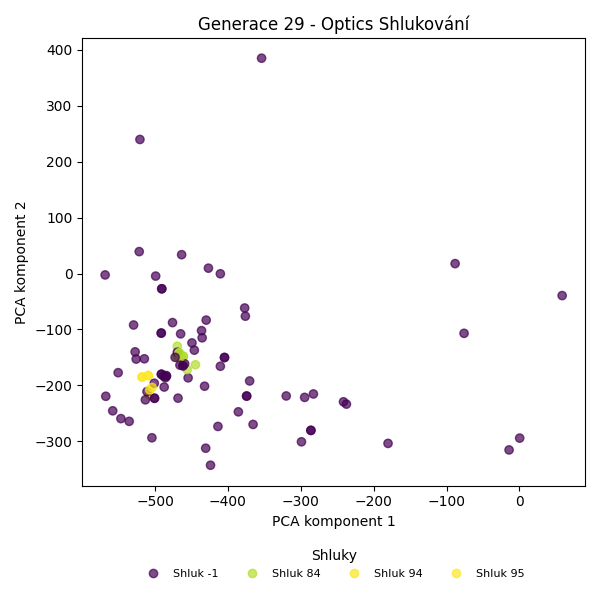 Generace 29 - Optics Shlukování
400
300
200
100
0
−100
−200
−300
PCA komponent 2
−500
−400
−300
−200
−100
0
PCA komponent 1
Shluky
Shluk -1
Shluk 84
Shluk 94
Shluk 95